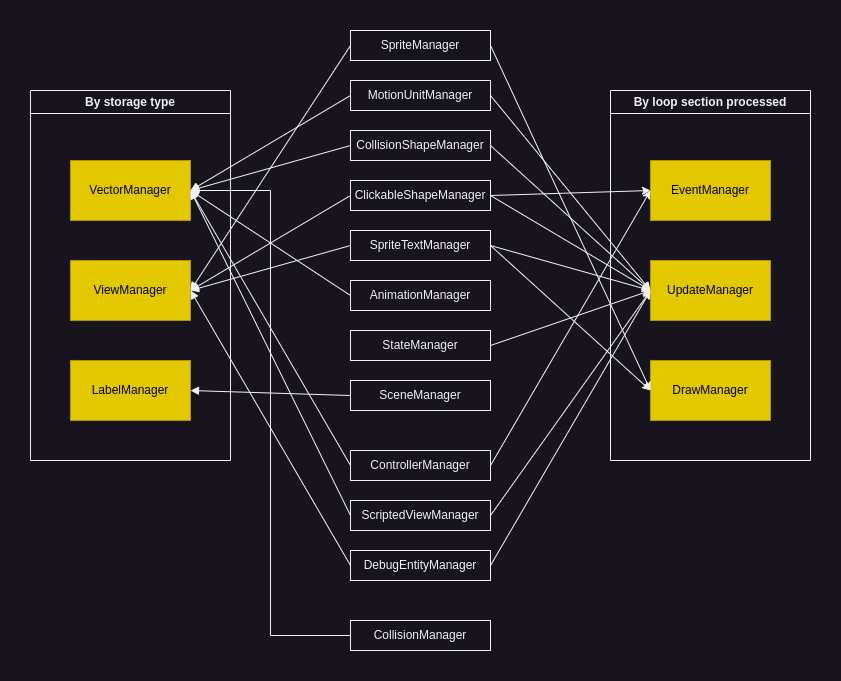 By storage type
VectorManager
ViewManager
LabelManager
SpriteManager
MotionUnitManager
CollisionShapeManager
ClickableShapeManager
SpriteTextManager
AnimationManager
StateManager
SceneManager
ControllerManager
ScriptedViewManager
DebugEntityManager
CollisionManager
By loop section processed
EventManager
UpdateManager
DrawManager